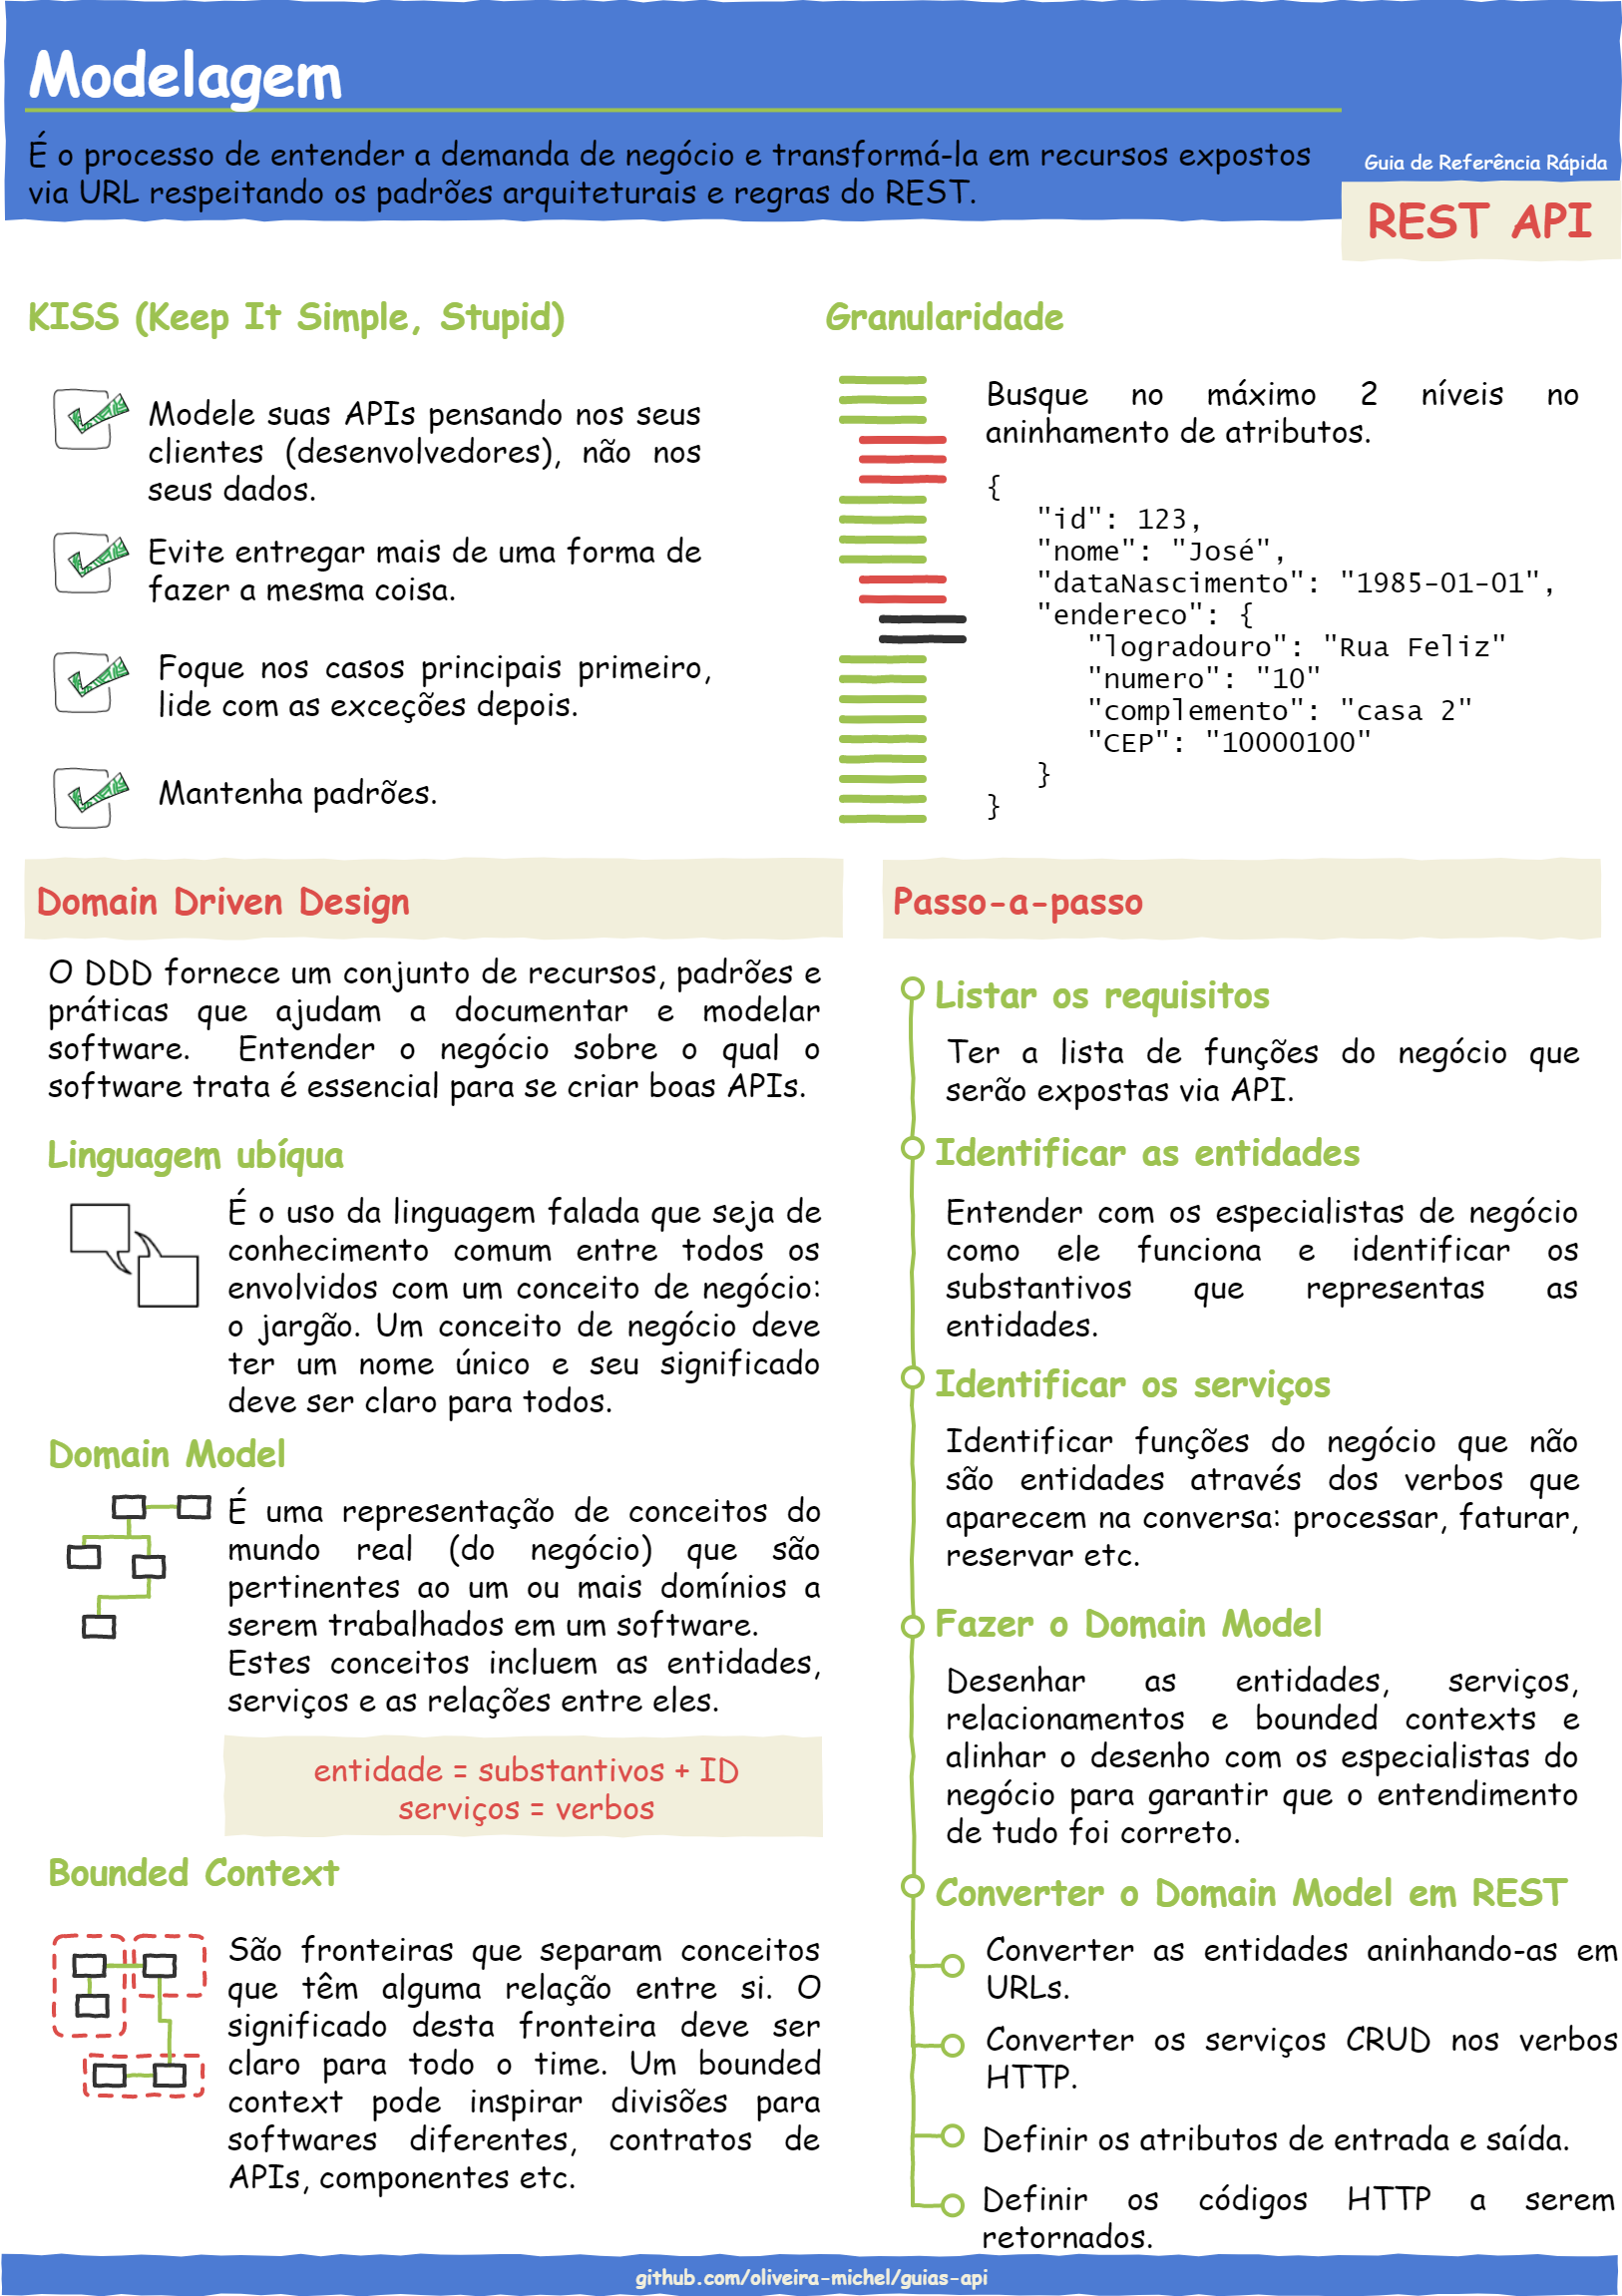 Modelagem
É o processo de entender a demanda de negócio e transformá-la em recursos expostos
via URL respeitando os padrões arquiteturais e regras do REST.
Guia de Referência Rápida
REST API
KISS (Keep It Simple, Stupid)
Modele suas APIs pensando nos seus
clientes (desenvolvedores), não nos
seus dados.
Evite entregar mais de uma forma de
fazer a mesma coisa.
Foque nos casos principais primeiro,
lide com as exceções depois.
Mantenha padrões.
Granularidade
Busque no máximo 2 níveis no
aninhamento de atributos.
{
"id": 123,
"nome": "José",
"dataNascimento": "1985-01-01",
"endereco": {
"logradouro": "Rua Feliz"
"numero": "10"
"complemento": "casa 2"
"CEP": "10000100"
}
}
Domain Driven Design
O DDD fornece um conjunto de recursos, padrões e
práticas que ajudam a documentar e modelar
software. Entender o negócio sobre o qual o
software trata é essencial para se criar boas APIs.
Linguagem ubíqua
É o uso da linguagem falada que seja de
conhecimento comum entre todos os
envolvidos com um conceito de negócio:
o jargão. Um conceito de negócio deve
ter um nome único e seu significado
deve ser claro para todos.
Domain Model
É uma representação de conceitos do
mundo real (do negócio) que são
pertinentes ao um ou mais domínios a
serem trabalhados em um software.
Estes conceitos incluem as entidades,
serviços e as relações entre eles.
entidade = substantivos + ID
serviços = verbos
Bounded Context
São fronteiras que separam conceitos
que têm alguma relação entre si. O
significado desta fronteira deve ser
claro para todo o time. Um bounded
context pode inspirar divisões para
softwares diferentes, contratos de
APIs, componentes etc.
Passo-a-passo
Listar os requisitos
Ter a lista de funções do negócio que
serão expostas via API.
Identificar as entidades
Entender com os especialistas de negócio
como ele funciona e identificar os
substantivos que representas as
entidades.
Identificar os serviços
Identificar funções do negócio que não
são entidades através dos verbos que
aparecem na conversa: processar, faturar,
reservar etc.
Fazer o Domain Model
Desenhar as entidades, serviços,
relacionamentos e bounded contexts e
alinhar o desenho com os especialistas do
negócio para garantir que o entendimento
de tudo foi correto.
Converter o Domain Model em REST
Converter as entidades aninhando-as em
URLs.
Converter os serviços CRUD nos verbos
HTTP.
Definir os atributos de entrada e saída.
Definir os códigos HTTP a serem
retornados.
github.com/oliveira-michel/guias-api